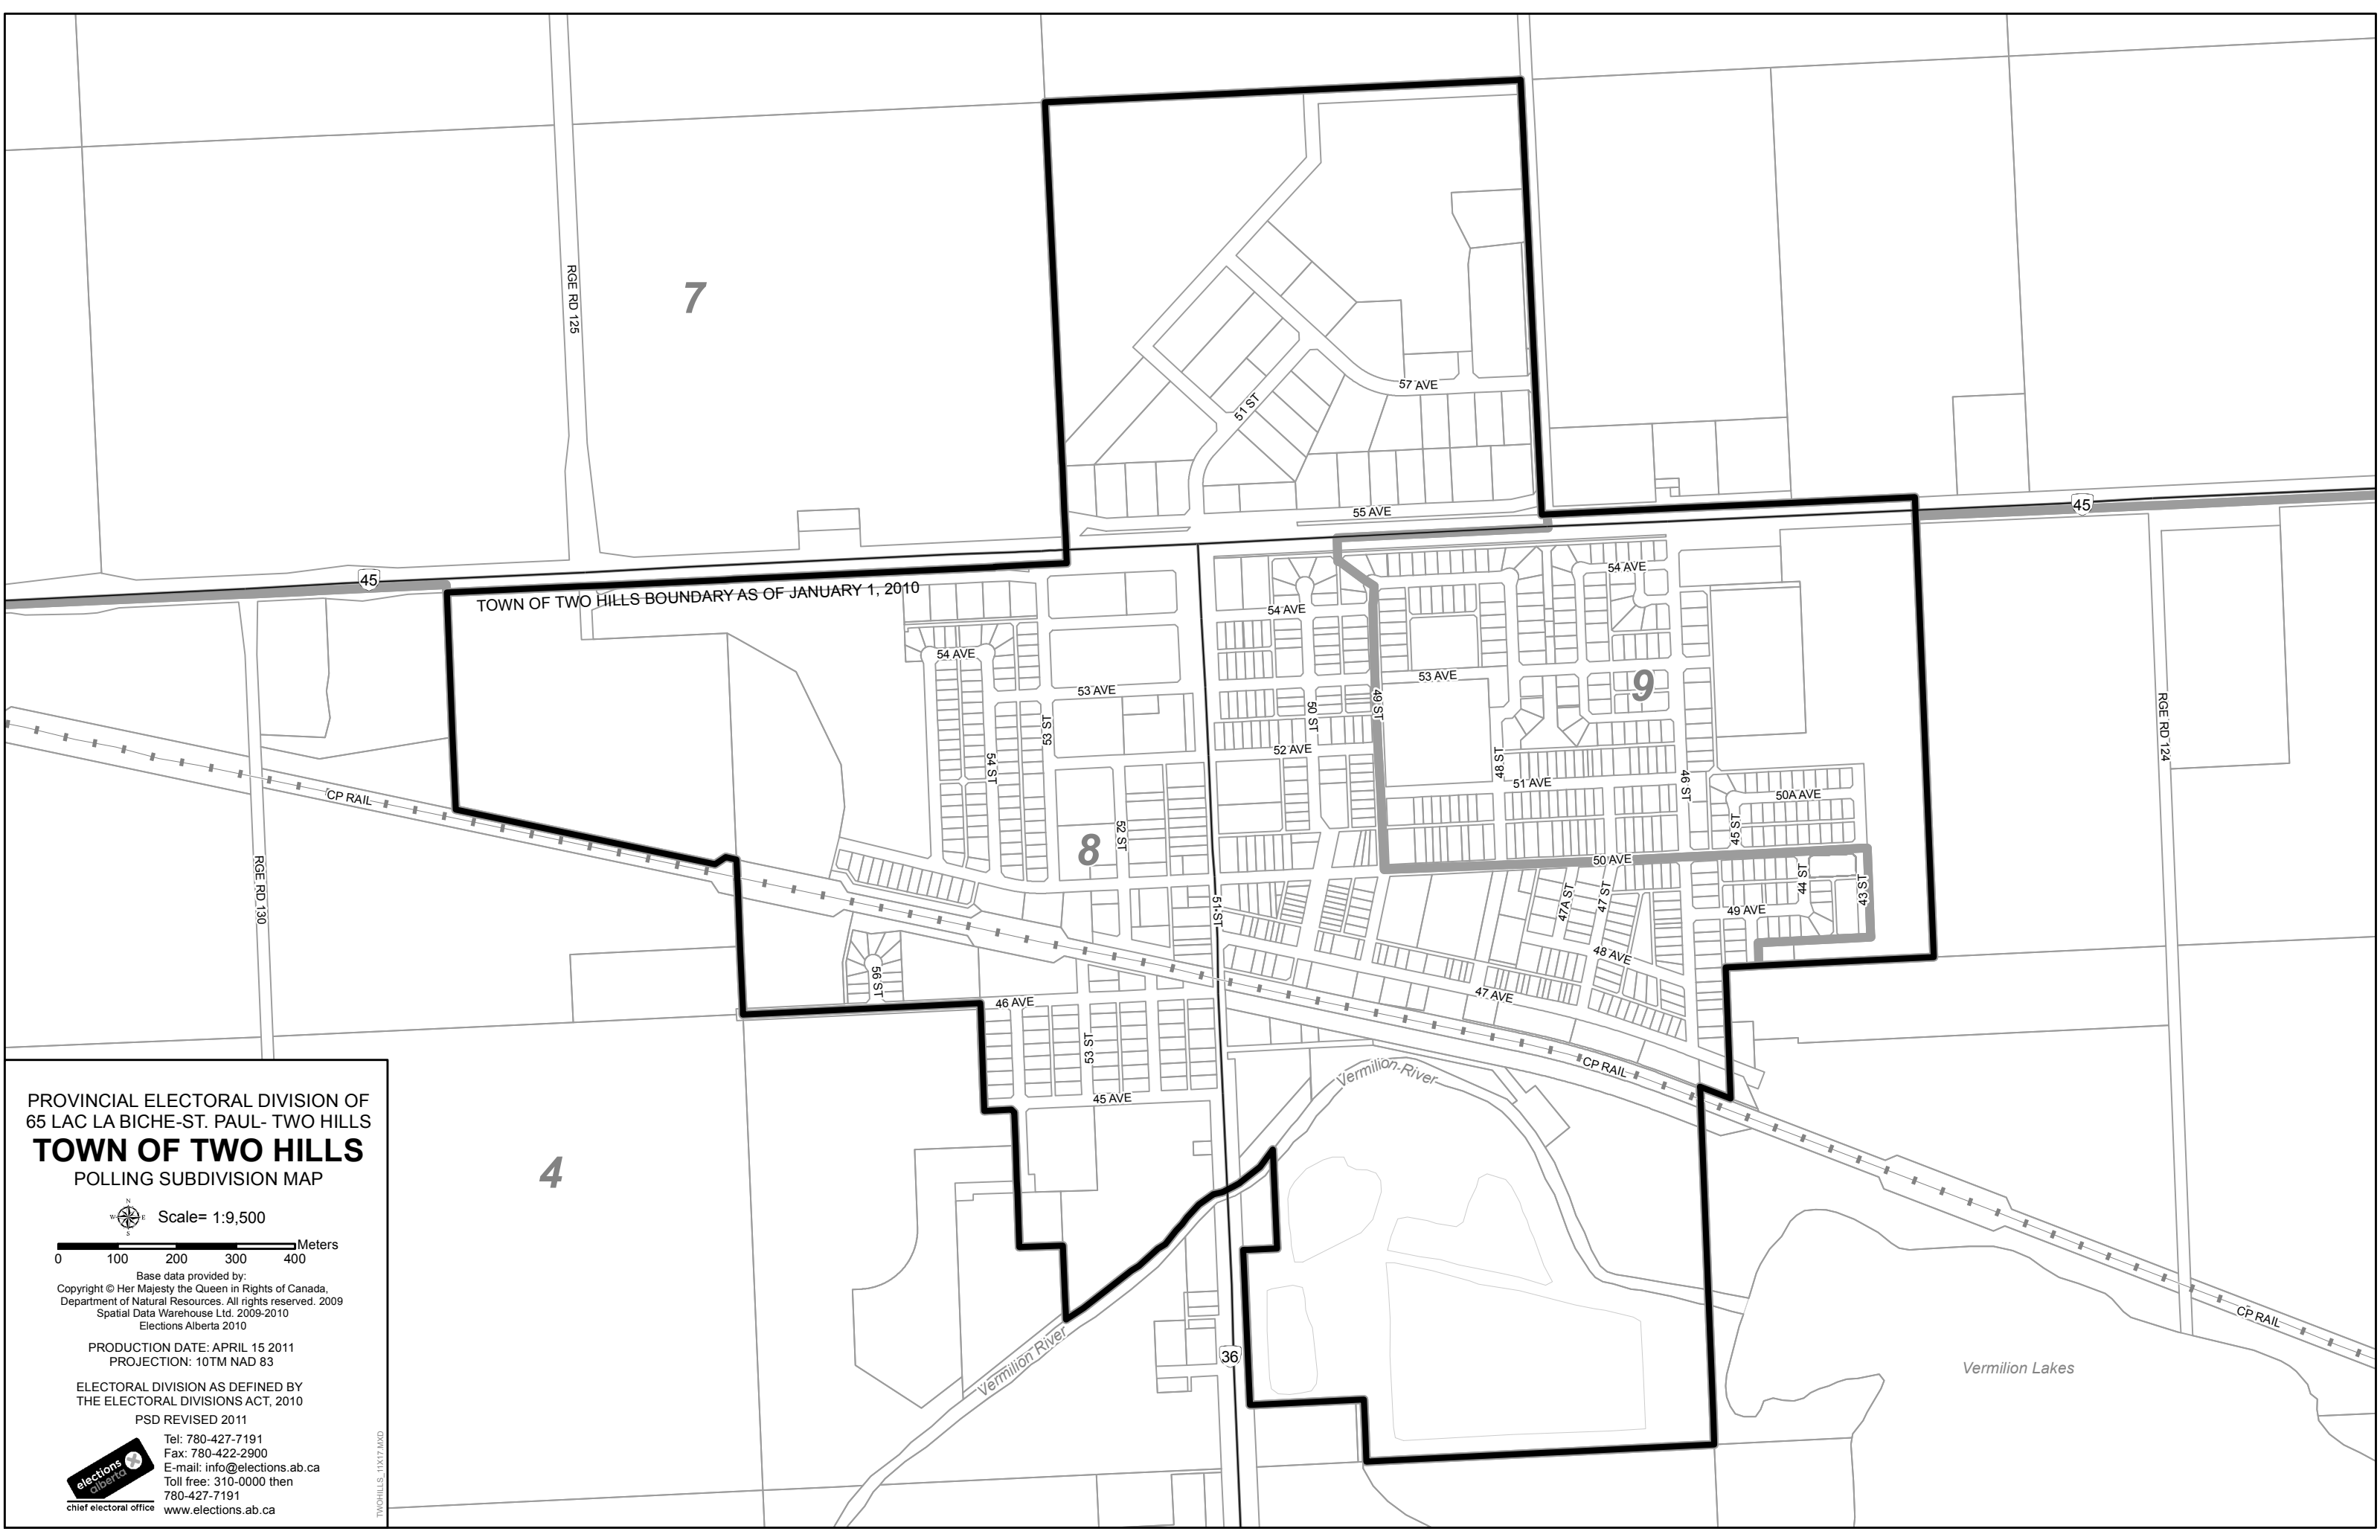 RGE RD 125
7
57 AVE
51 ST
55 AVE
45
45
TOWN OF TWO HILLS BOUNDARY AS OF JANUARY 1, 2010
54 AVE
54 AVE
54 AVE
53 AVE
53 AVE
9
49 ST
50 ST
53 ST
RGE RD 124
52 AVE
48 ST
54 ST
51 AVE
46 ST
50A AVE
CP RAIL
45 ST
52 ST
8
50 AVE
RGE RD 130
44 ST
43 ST
47A ST
47 ST
51 ST
49 AVE
48 AVE
56 ST
47 AVE
46 AVE
53 ST
CP RAIL
Vermilion River
45 AVE
4
CP RAIL
Vermilion River
36
Vermilion Lakes
PROVINCIAL ELECTORAL DIVISION OF
65 LAC LA BICHE-ST. PAUL- TWO HILLS
TOWN OF TWO HILLS
POLLING SUBDIVISION MAP
N
W E
S
Scale= 1:9,500
Meters
0 100 200 300 400
Base data provided by:
Copyright © Her Majesty the Queen in Rights of Canada,
Department of Natural Resources. All rights reserved. 2009
Spatial Data Warehouse Ltd. 2009-2010
Elections Alberta 2010
PRODUCTION DATE: APRIL 15 2011
PROJECTION: 10TM NAD 83
ELECTORAL DIVISION AS DEFINED BY
THE ELECTORAL DIVISIONS ACT, 2010
PSD REVISED 2011
elections
alberta
chief electoral office
Tel: 780-427-7191
Fax: 780-422-2900
E-mail: info@elections.ab.ca
Toll free: 310-0000 then
780-427-7191
www.elections.ab.ca
TWOHILLS_11X17.MXD